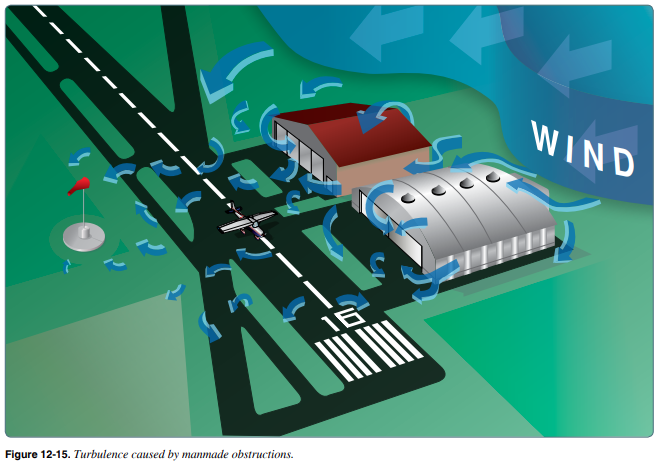 WIND
16
Figure 12-15. Turbulence caused by manmade obstructions.